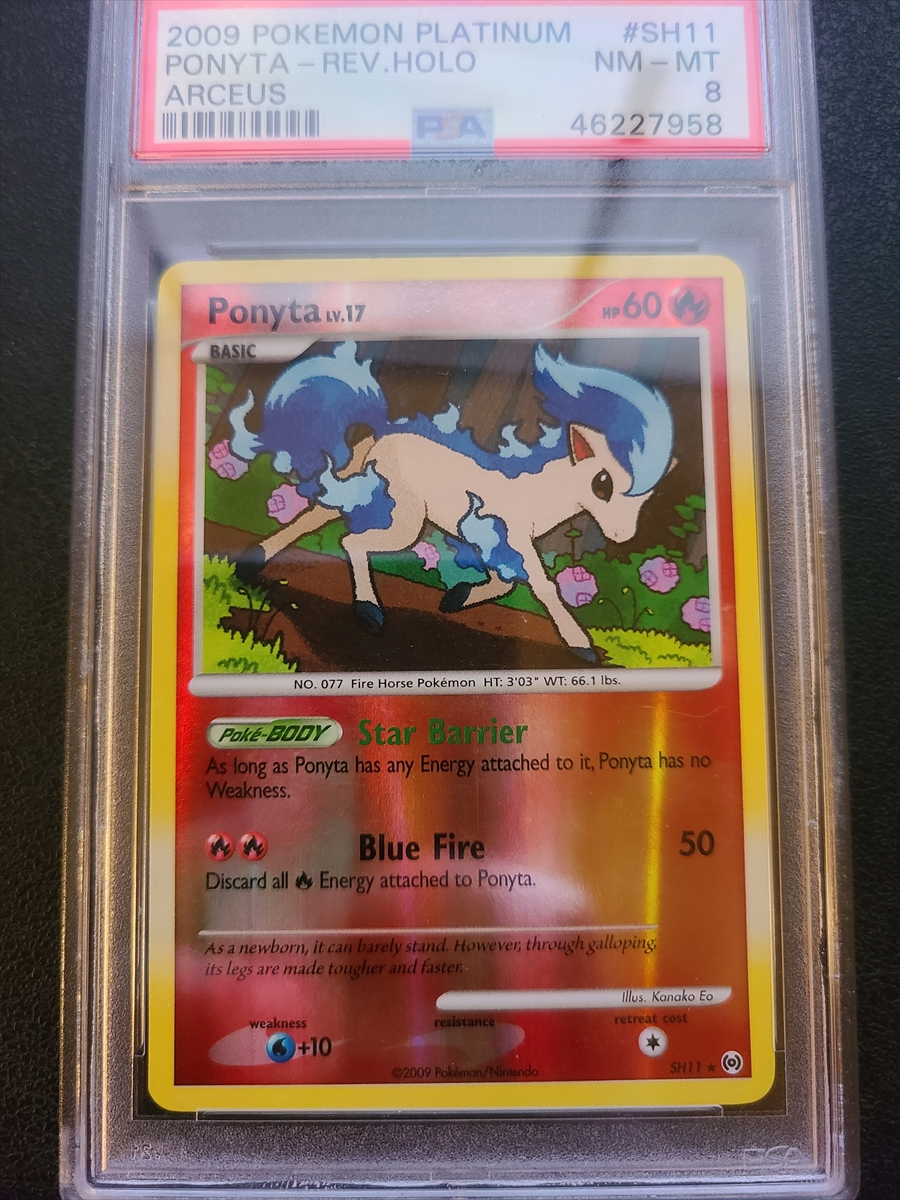 2009 POKEMON PLATINUM #SH11
PONYTA - REV.HOLO NM - MT
ARCEUS 8
PSA 46227958
Ponyta LV.17 HP 60
BASIC
NO. 077 Fire Horse Pokémon HT: 3'03" WT: 66.1 lbs.
Poké-BODY Star Barrier
As long as Ponyta has any Energy attached to it, Ponyta has no
Weakness.
Blue Fire 50
Discard all Energy attached to Ponyta.
As a newborn, it can barely stand. However, through galloping,
its legs are made tougher and faster.
Illus. Kanako Eo
weakness resistance retreat cost
+10
©2009 Pokémon/Nintendo SH11
PSA